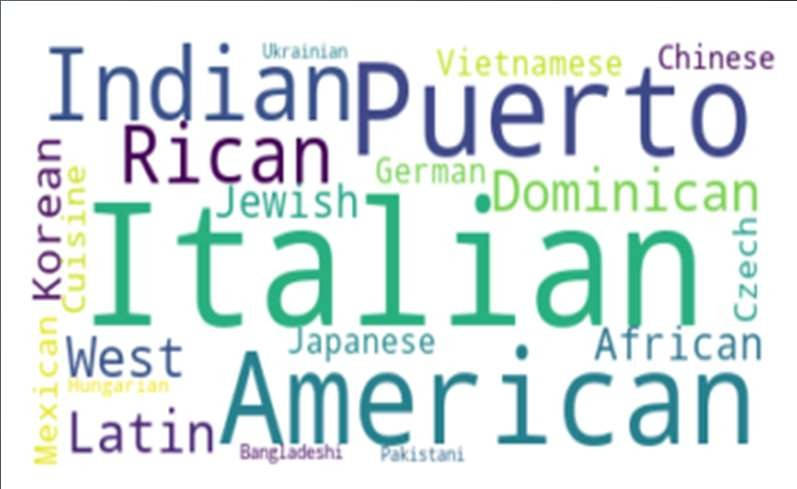 Ukrainian
Indian
Vietnamese
Chinese
Puerto
Rican
German
Korean
Cuisine
Jewish
Dominican
Italian
Czech
West
Japanese
African
Mexican
Hungarian
American
Latin
Bangladeshi
Pakistani